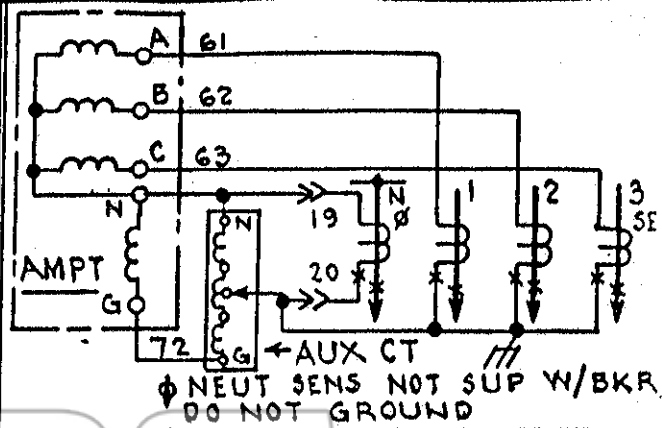 A 61
B 62
C 63
N
N
N
1
2
3
19
Ø
SE
20
AMPT
G
72
G
AUX CT
ϕ NEUT SENS NOT SUP W/BKR
DO NOT GROUND